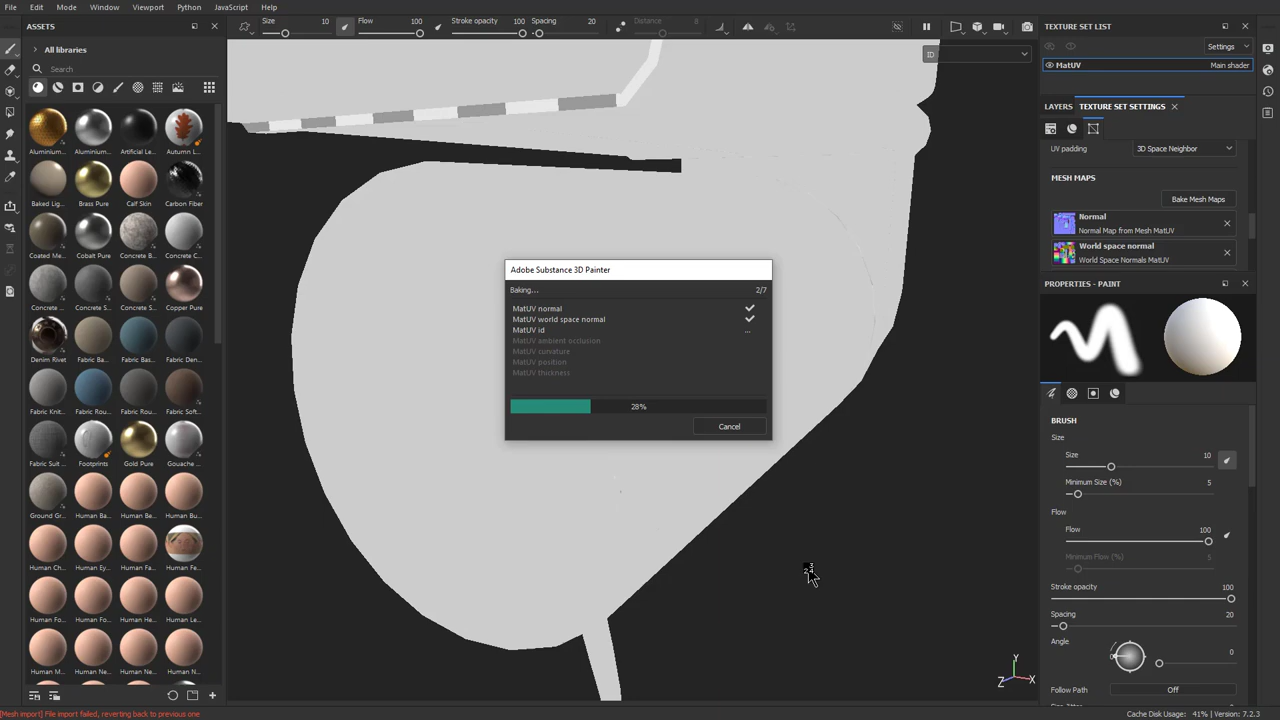 File Edit Mode Window Viewport Python JavaScript Help
ASSETS
Size 10 Flow 100 Stroke opacity 100 Spacing 20 Distance 8
TEXTURE SET LIST
All libraries
Settings
Search
MatUV Main shader
LAYERS TEXTURE SET SETTINGS
Aluminium... Aluminium... Artificial Le... Autumn L...
UV padding 3D Space Neighbor
MESH MAPS
Bake Mesh Maps
Baked Lig... Brass Pure Calf Skin Carbon Fiber
Normal
Normal Map from Mesh MatUV
World space normal
World Space Normals MatUV
Coated Me... Cobalt Pure Concrete B... Concrete C...
PROPERTIES - PAINT
Concrete S... Concrete S... Concrete S... Copper Pure
Adobe Substance 3D Painter
Baking... 2/7
MatUV normal
MatUV world space normal
MatUV id ...
MatUV ambient occlusion
MatUV curvature
MatUV position
MatUV thickness
28%
Cancel
Denim Rivet Fabric Ba... Fabric Bas... Fabric Den...
Fabric Knit... Fabric Rou... Fabric Rou... Fabric Soft...
Fabric Suit ... Footprints Gold Pure Gouache ...
Ground Gr... Human Ba... Human Be... Human Bu...
Human Ch... Human Ey... Human Fa... Human Fe...
Human Fo... Human Fo... Human He... Human Le...
Human M... Human Ne... Human Ne... Human Ne...
BRUSH
Size
Size 10
Minimum Size (%) 5
Flow
Flow 100
Minimum Flow (%) 5
Stroke opacity 100
Spacing 20
Angle 0
Follow Path Off
Y
Z X
[Mesh import] File import failed, reverting back to previous one
Cache Disk Usage: 41% | Version: 7.2.3